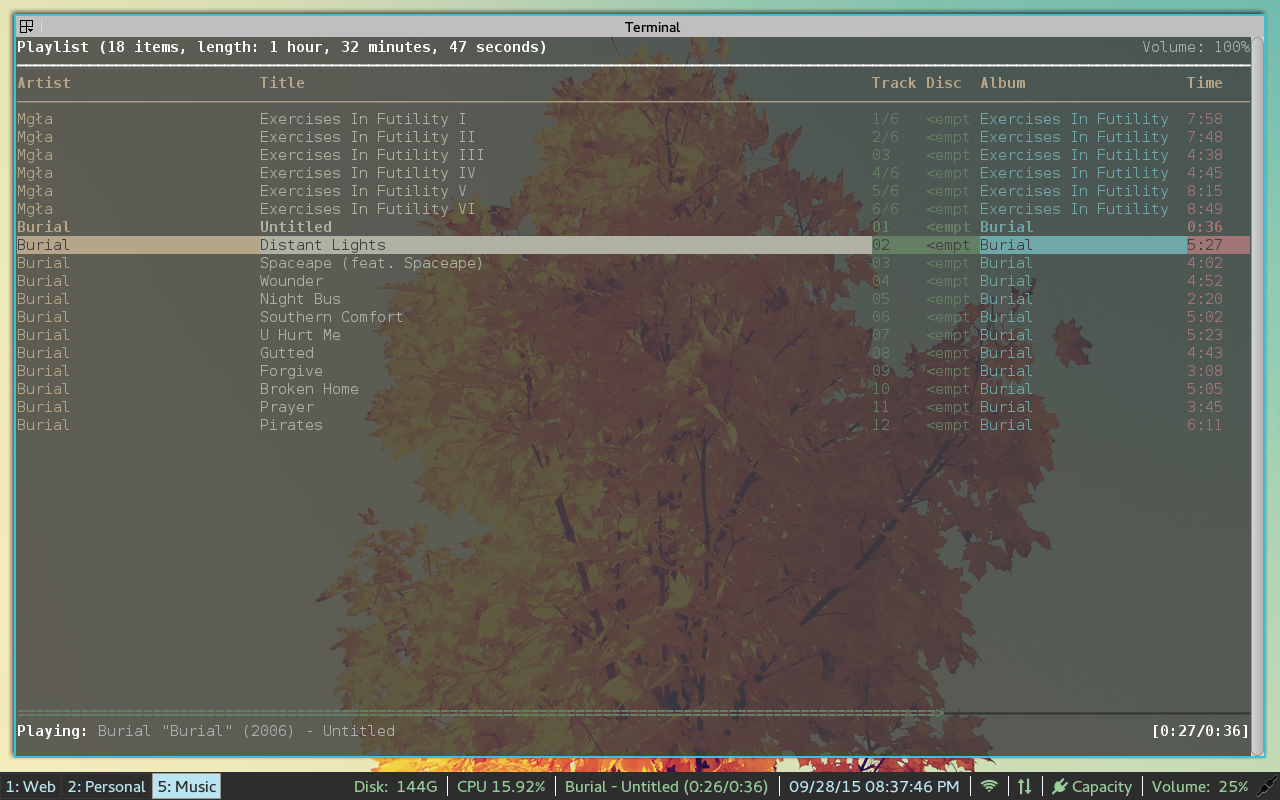 Terminal
Playlist (18 items, length: 1 hour, 32 minutes, 47 seconds) Volume: 100%
Artist Title Track Disc Album Time
Mgła Exercises In Futility I 1/6 <empt Exercises In Futility 7:58
Mgła Exercises In Futility II 2/6 <empt Exercises In Futility 7:48
Mgła Exercises In Futility III 03 <empt Exercises In Futility 4:38
Mgła Exercises In Futility IV 4/6 <empt Exercises In Futility 4:45
Mgła Exercises In Futility V 5/6 <empt Exercises In Futility 8:15
Mgła Exercises In Futility VI 6/6 <empt Exercises In Futility 8:49
Burial Untitled 01 <empt Burial 0:36
Burial Distant Lights 02 <empt Burial 5:27
Burial Spaceape (feat. Spaceape) 03 <empt Burial 4:02
Burial Wounder 04 <empt Burial 4:52
Burial Night Bus 05 <empt Burial 2:20
Burial Southern Comfort 06 <empt Burial 5:02
Burial U Hurt Me 07 <empt Burial 5:23
Burial Gutted 08 <empt Burial 4:43
Burial Forgive 09 <empt Burial 3:08
Burial Broken Home 10 <empt Burial 5:05
Burial Prayer 11 <empt Burial 3:45
Burial Pirates 12 <empt Burial 6:11
Playing: Burial "Burial" (2006) - Untitled [0:27/0:36]
1: Web 2: Personal 5: Music Disk: 144G CPU 15.92% Burial - Untitled (0:26/0:36) 09/28/15 08:37:46 PM Capacity Volume: 25%